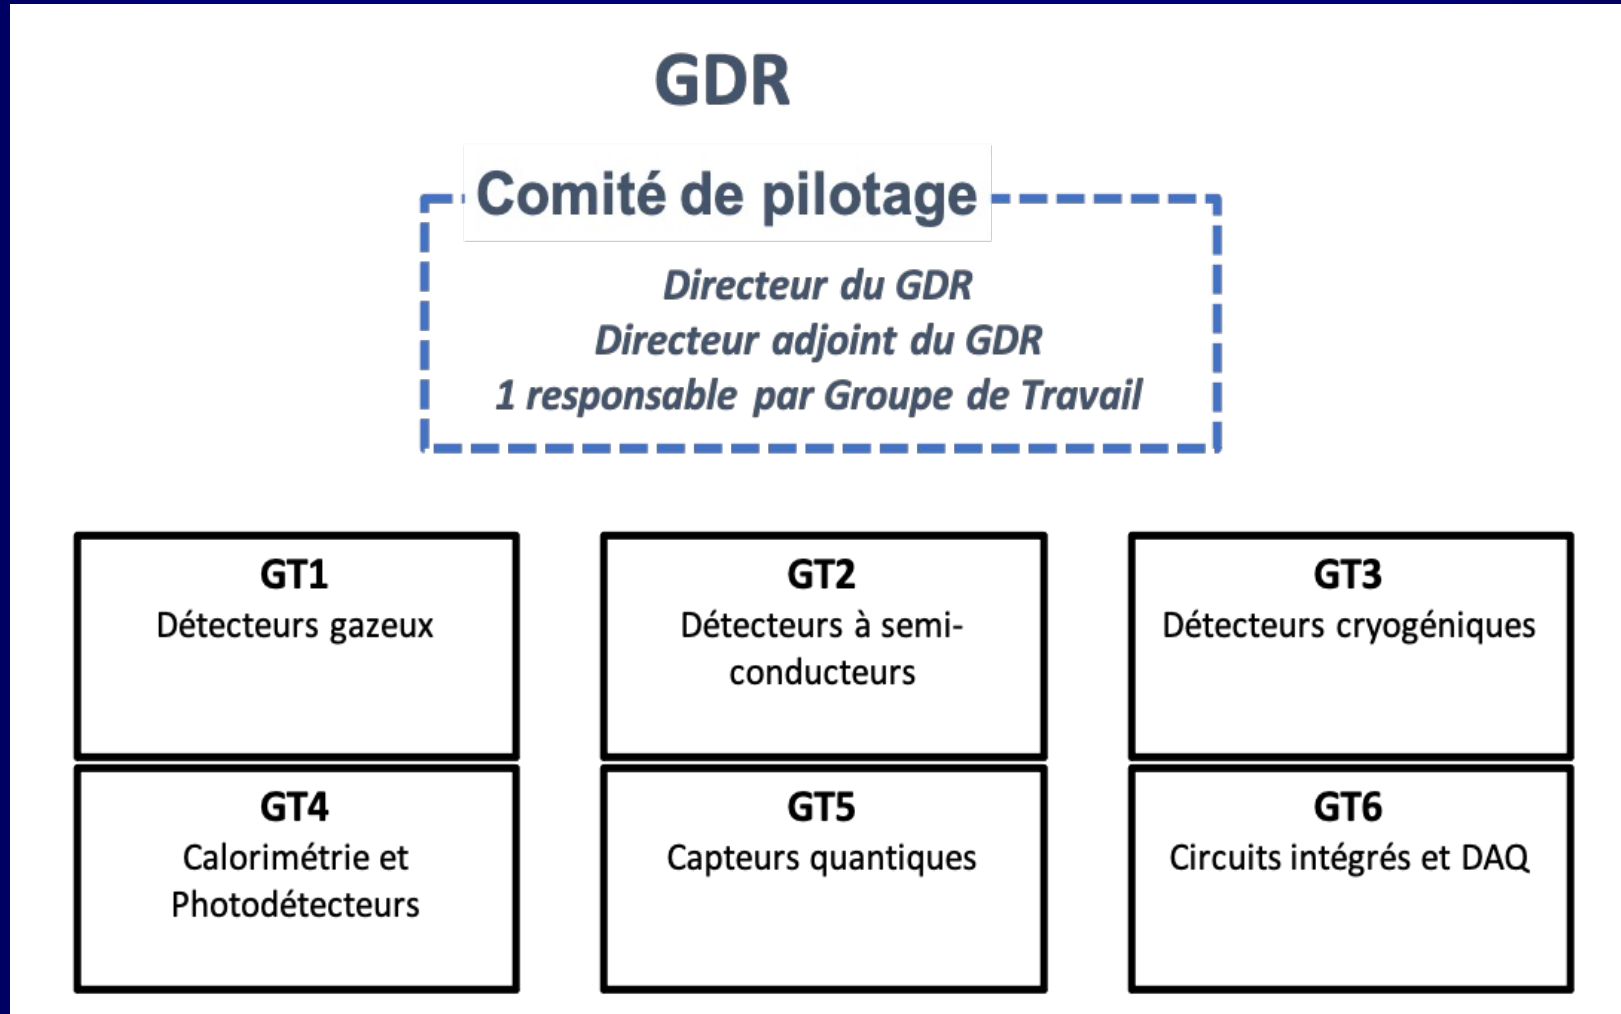 GDR
Comité de pilotage
Directeur du GDR
Directeur adjoint du GDR
1 responsable par Groupe de Travail
GT1
Détecteurs gazeux
GT2
Détecteurs à semi-
conducteurs
GT3
Détecteurs cryogéniques
GT4
Calorimétrie et
Photodétecteurs
GT5
Capteurs quantiques
GT6
Circuits intégrés et DAQ